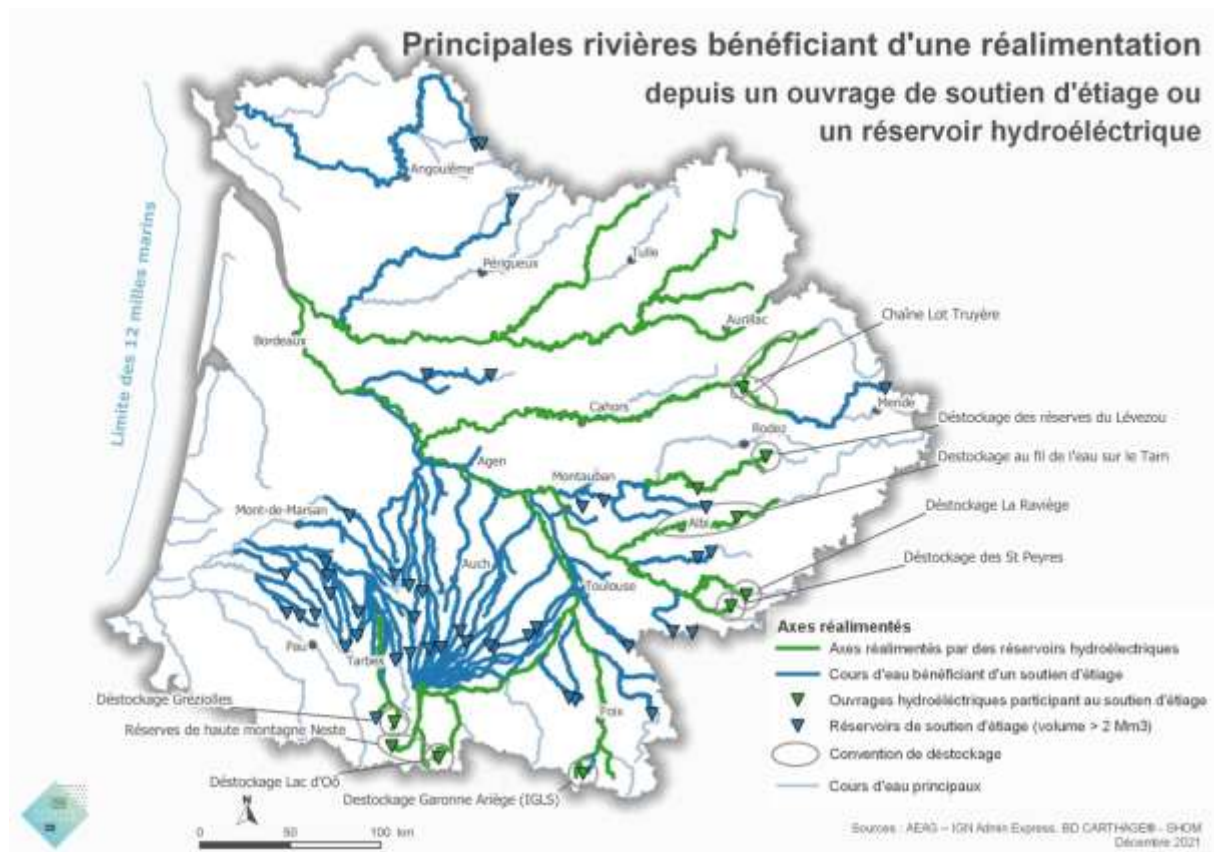 Principales rivières bénéficiant d'une réalimentation
depuis un ouvrage de soutien d'étiage ou
un réservoir hydroéléctrique
Limite des 12 milles marins
Angoulême
Périgueux
Tulle
Bordeaux
Aurillac
Chaîne Lot Truyère
Cahors
Mende
Déstockage des réserves du Lévezou
Rodez
Agen
Montauban
Destockage au fil de l'eau sur le Tarn
Mont-de-Marsan
Albi
Déstockage La Raviège
Auch
Toulouse
Déstockage des St Peyres
Pau
Tarbes
Foix
Axes réalimentés
Axes réalimentés par des réservoirs hydroélectriques
Cours d'eau bénéficiant d'un soutien d'étiage
Ouvrages hydroéléctriques participant au soutien d'étiage
Réservoirs de soutien d'étiage (volume > 2 Mm3)
Convention de déstockage
Cours d'eau principaux
Déstockage Gréziolles
Réserves de haute montagne Neste
Déstockage Lac d'Oô
Destockage Garonne Ariège (IGLS)
N
0 50 100 km
Sources : AEAG – IGN Admin Express, BD CARTHAGE® - SHOM
Décembre 2021